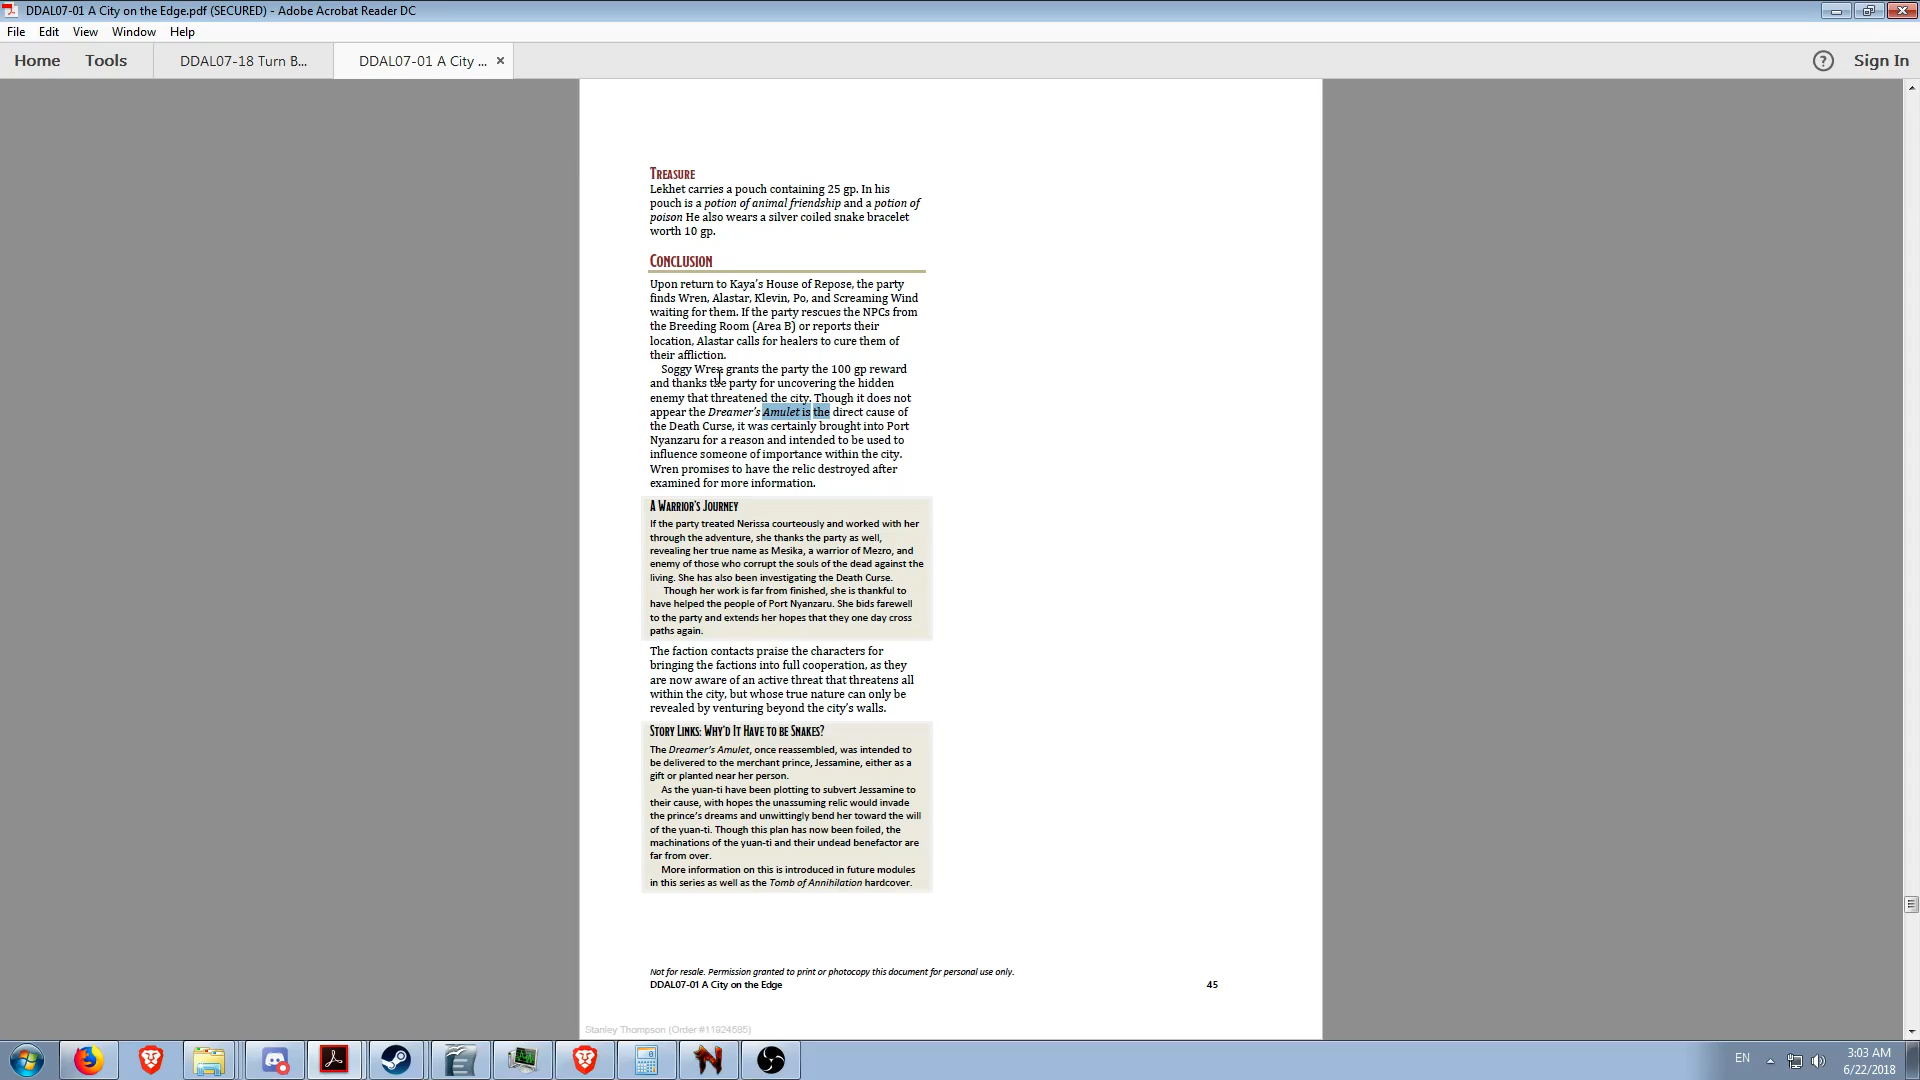 DDAL07-01 A City on the Edge.pdf (SECURED) - Adobe Acrobat Reader DC
File Edit View Window Help
Home Tools DDAL07-18 Turn B... DDAL07-01 A City ... Sign In
TREASURE
Lekhet carries a pouch containing 25 gp. In his
pouch is a potion of animal friendship and a potion of
poison He also wears a silver coiled snake bracelet
worth 10 gp.
CONCLUSION
Upon return to Kaya's House of Repose, the party
finds Wren, Alastar, Klevin, Po, and Screaming Wind
waiting for them. If the party rescues the NPCs from
the Breeding Room (Area B) or reports their
location, Alastar calls for healers to cure them of
their affliction.
Soggy Wren grants the party the 100 gp reward
and thanks the party for uncovering the hidden
enemy that threatened the city. Though it does not
appear the Dreamer's Amulet is the direct cause of
the Death Curse, it was certainly brought into Port
Nyanzaru for a reason and intended to be used to
influence someone of importance within the city.
Wren promises to have the relic destroyed after
examined for more information.
A WARRIOR'S JOURNEY
If the party treated Nerissa courteously and worked with her
through the adventure, she thanks the party as well,
revealing her true name as Mesika, a warrior of Mezro, and
enemy of those who corrupt the souls of the dead against the
living. She has also been investigating the Death Curse.
Though her work is far from finished, she is thankful to
have helped the people of Port Nyanzaru. She bids farewell
to the party and extends her hopes that they one day cross
paths again.
The faction contacts praise the characters for
bringing the factions into full cooperation, as they
are now aware of an active threat that threatens all
within the city, but whose true nature can only be
revealed by venturing beyond the city's walls.
STORY LINKS: WHY'D IT HAVE TO BE SNAKES?
The Dreamer's Amulet, once reassembled, was intended to
be delivered to the merchant prince, Jessamine, either as a
gift or planted near her person.
As the yuan-ti have been plotting to subvert Jessamine to
their cause, with hopes the unassuming relic would invade
the prince's dreams and unwittingly bend her toward the will
of the yuan-ti. Though this plan has now been foiled, the
machinations of the yuan-ti and their undead benefactor are
far from over.
More information on this is introduced in future modules
in this series as well as the Tomb of Annihilation hardcover.
Not for resale. Permission granted to print or photocopy this document for personal use only.
DDAL07-01 A City on the Edge 45
Stanley Thompson (Order #11924585)
EN
3:03 AM
6/22/2018